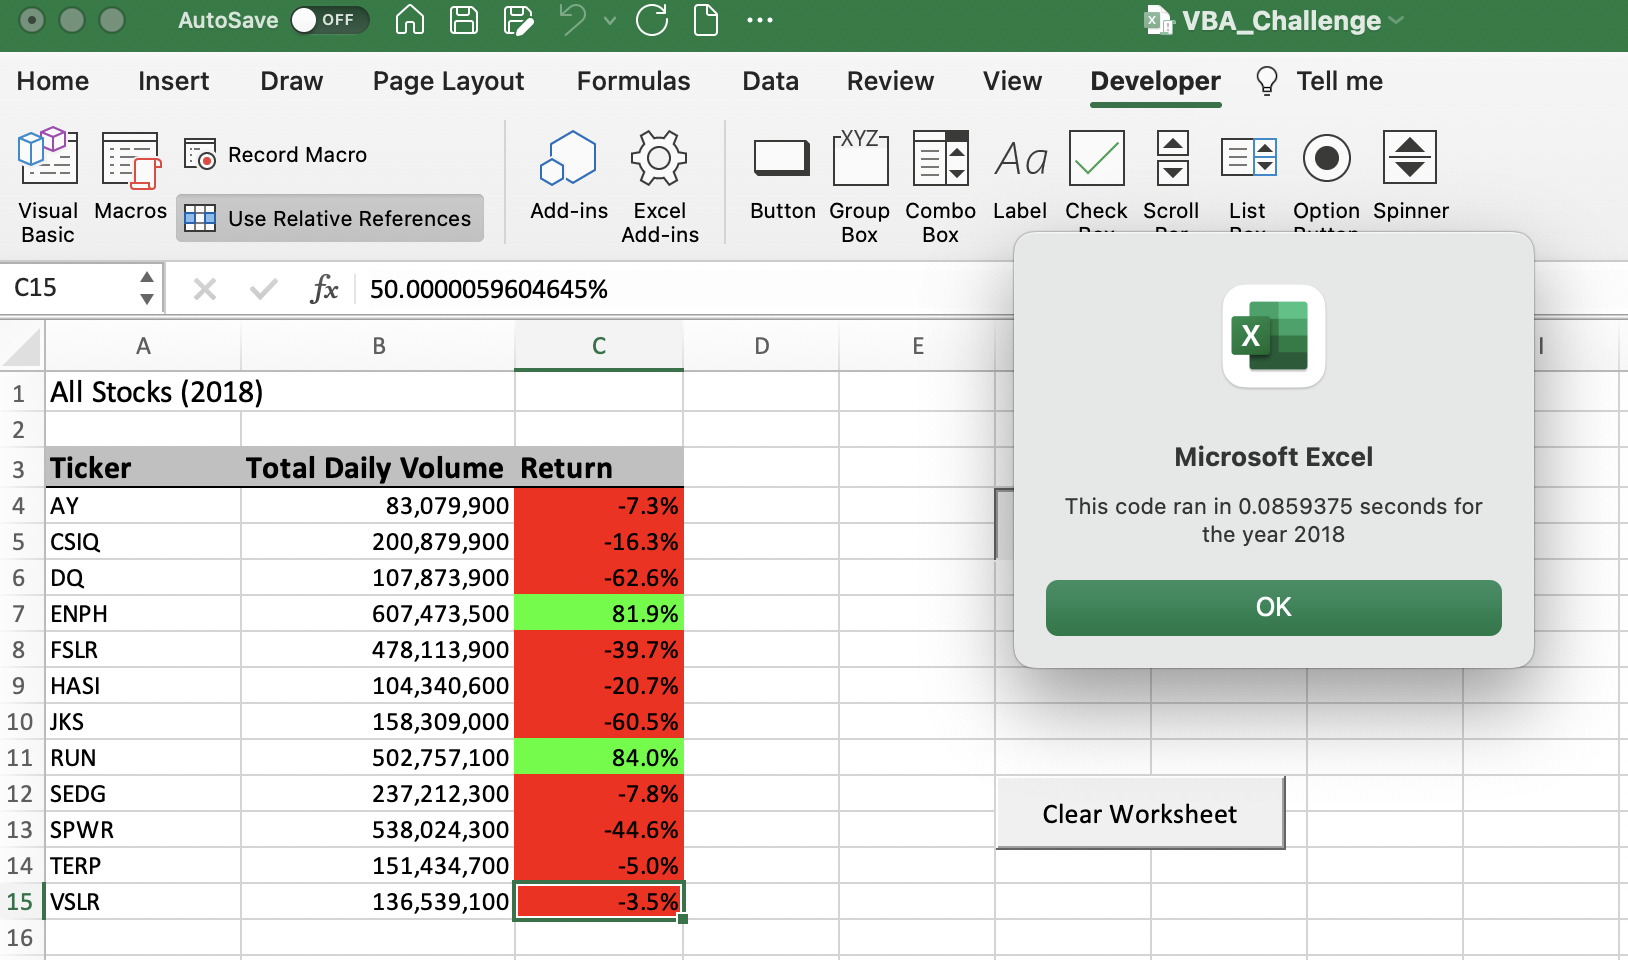 AutoSave OFF VBA_Challenge
Home Insert Draw Page Layout Formulas Data Review View Developer Tell me
Visual Basic
Macros
Record Macro
Use Relative References
Add-ins
Excel Add-ins
Button
Group Box
Combo Box
Label
Check
Scroll
List
Option
Spinner
C15 fx 50.0000059604645%
A B C D E I
1 All Stocks (2018)
2
3 Ticker Total Daily Volume Return
4 AY 83,079,900 -7.3%
5 CSIQ 200,879,900 -16.3%
6 DQ 107,873,900 -62.6%
7 ENPH 607,473,500 81.9%
8 FSLR 478,113,900 -39.7%
9 HASI 104,340,600 -20.7%
10 JKS 158,309,000 -60.5%
11 RUN 502,757,100 84.0%
12 SEDG 237,212,300 -7.8%
13 SPWR 538,024,300 -44.6%
14 TERP 151,434,700 -5.0%
15 VSLR 136,539,100 -3.5%
16
XYZ
Aa
X
Microsoft Excel
This code ran in 0.0859375 seconds for
the year 2018
OK
Clear Worksheet